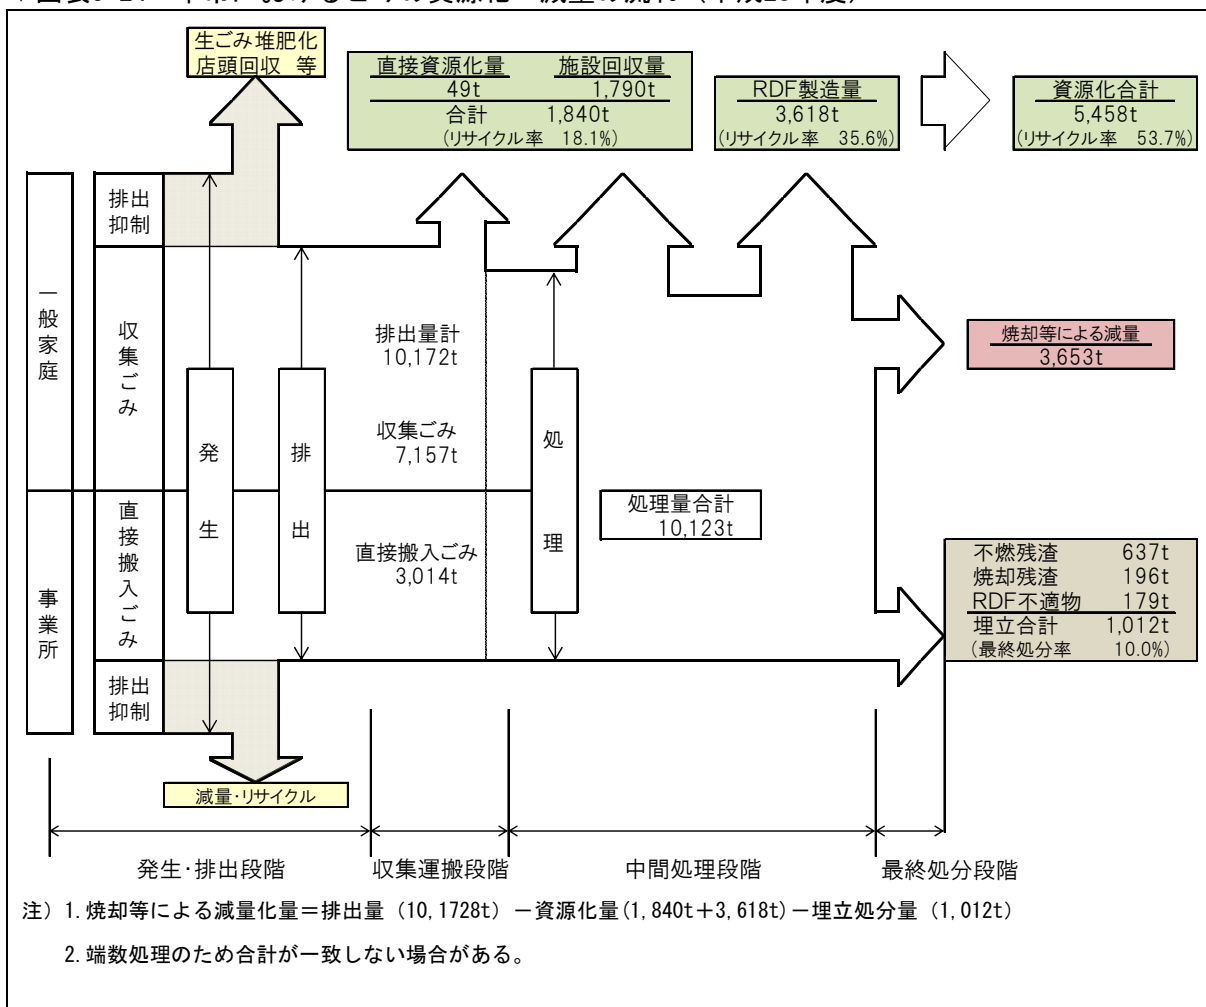 生ごみ堆肥化
店頭回収 等
直接資源化量 施設回収量
49t 1,790t
合計 1,840t
(リサイクル率 18.1%)
RDF製造量
3,618t
(リサイクル率 35.6%)
資源化合計
5,458t
(リサイクル率 53.7%)
一般家庭
事業所
排出
抑制
収集ごみ
直接搬入ごみ
排出
抑制
発生
排出
排出量計
10,172t
収集ごみ
7,157t
直接搬入ごみ
3,014t
処理
処理量合計
10,123t
焼却等による減量
3,653t
不燃残渣 637t
焼却残渣 196t
RDF不適物 179t
埋立合計 1,012t
(最終処分率 10.0%)
減量・リサイクル
発生・排出段階 収集運搬段階 中間処理段階 最終処分段階
注）1.焼却等による減量化量＝排出量（10,1728t）－資源化量(1,840t＋3,618t)－埋立処分量（1,012t）
2.端数処理のため合計が一致しない場合がある。